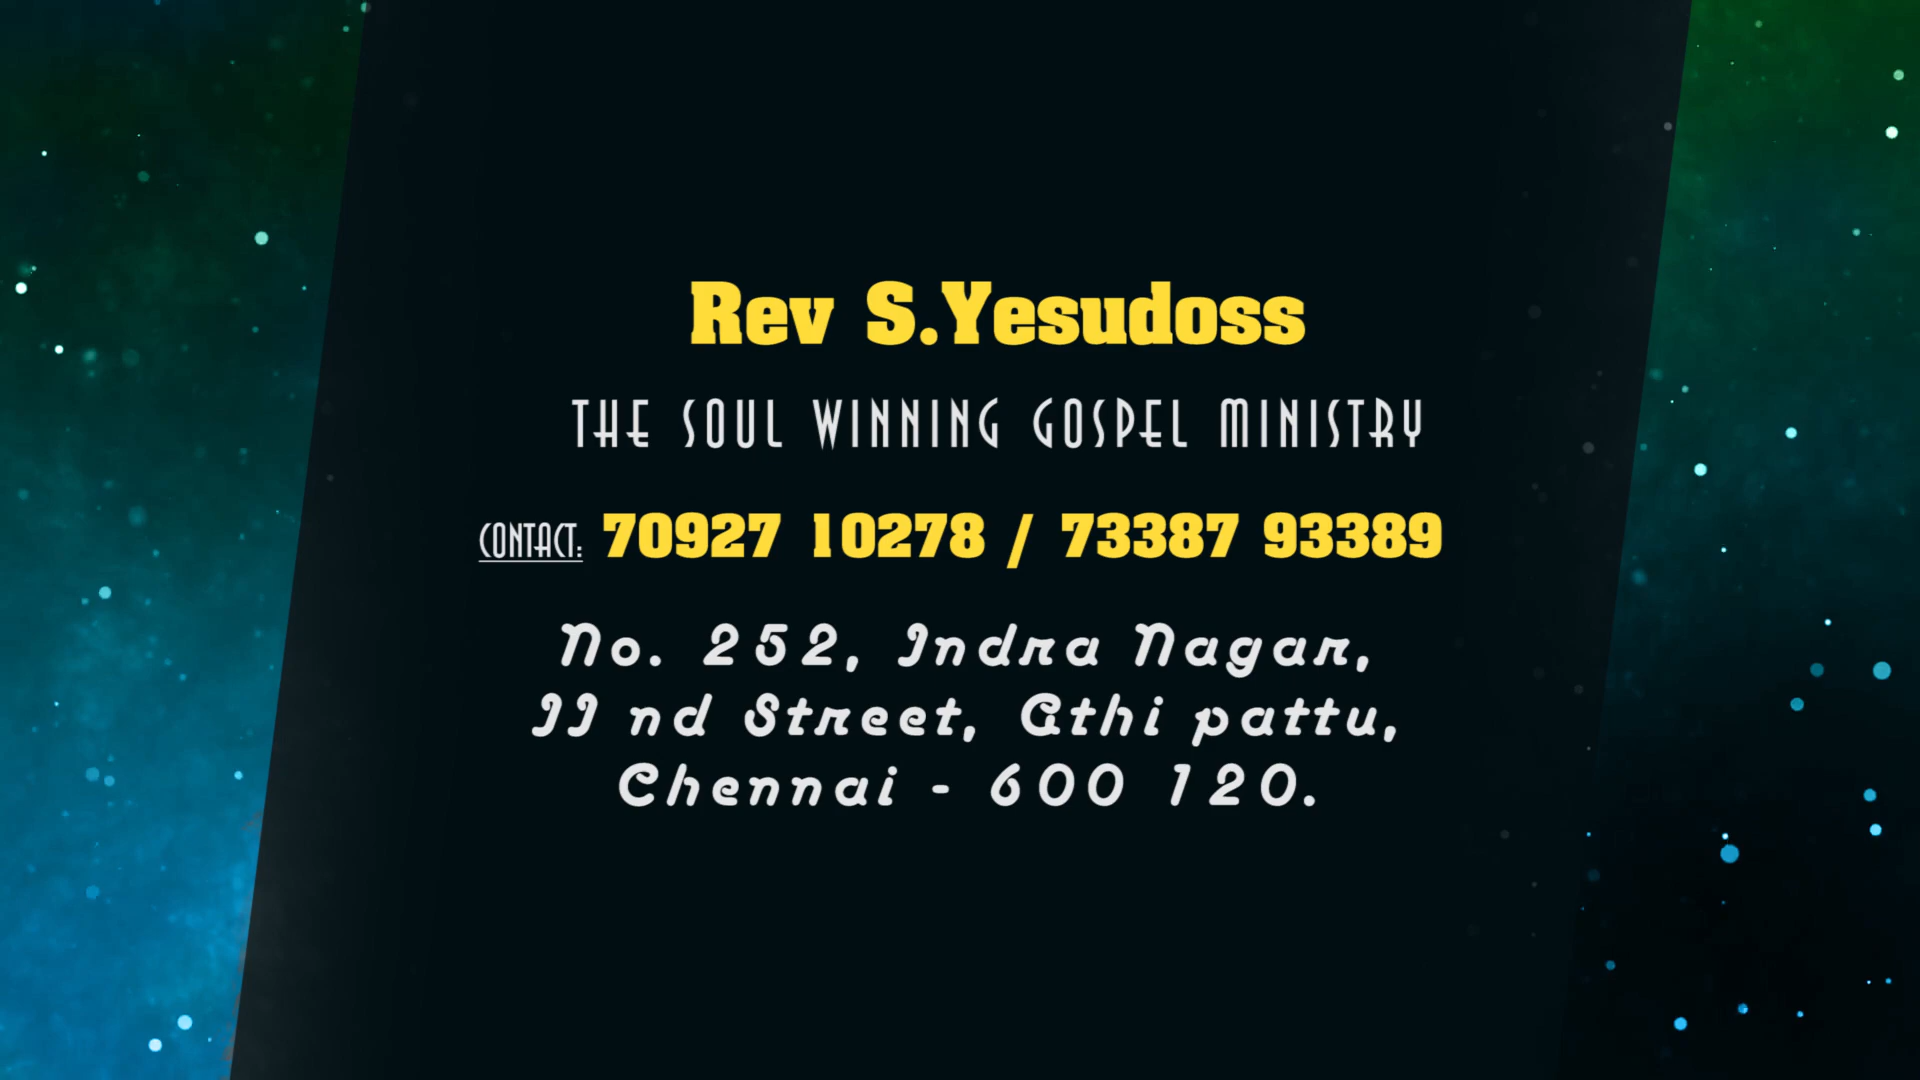 Rev S.Yesudoss
THE SOUL WINNING GOSPEL MINISTRY
CONTACT: 70927 10278 / 73387 93389
No. 252, Indra Nagar,
II nd Street, Athi pattu,
Chennai - 600 120.